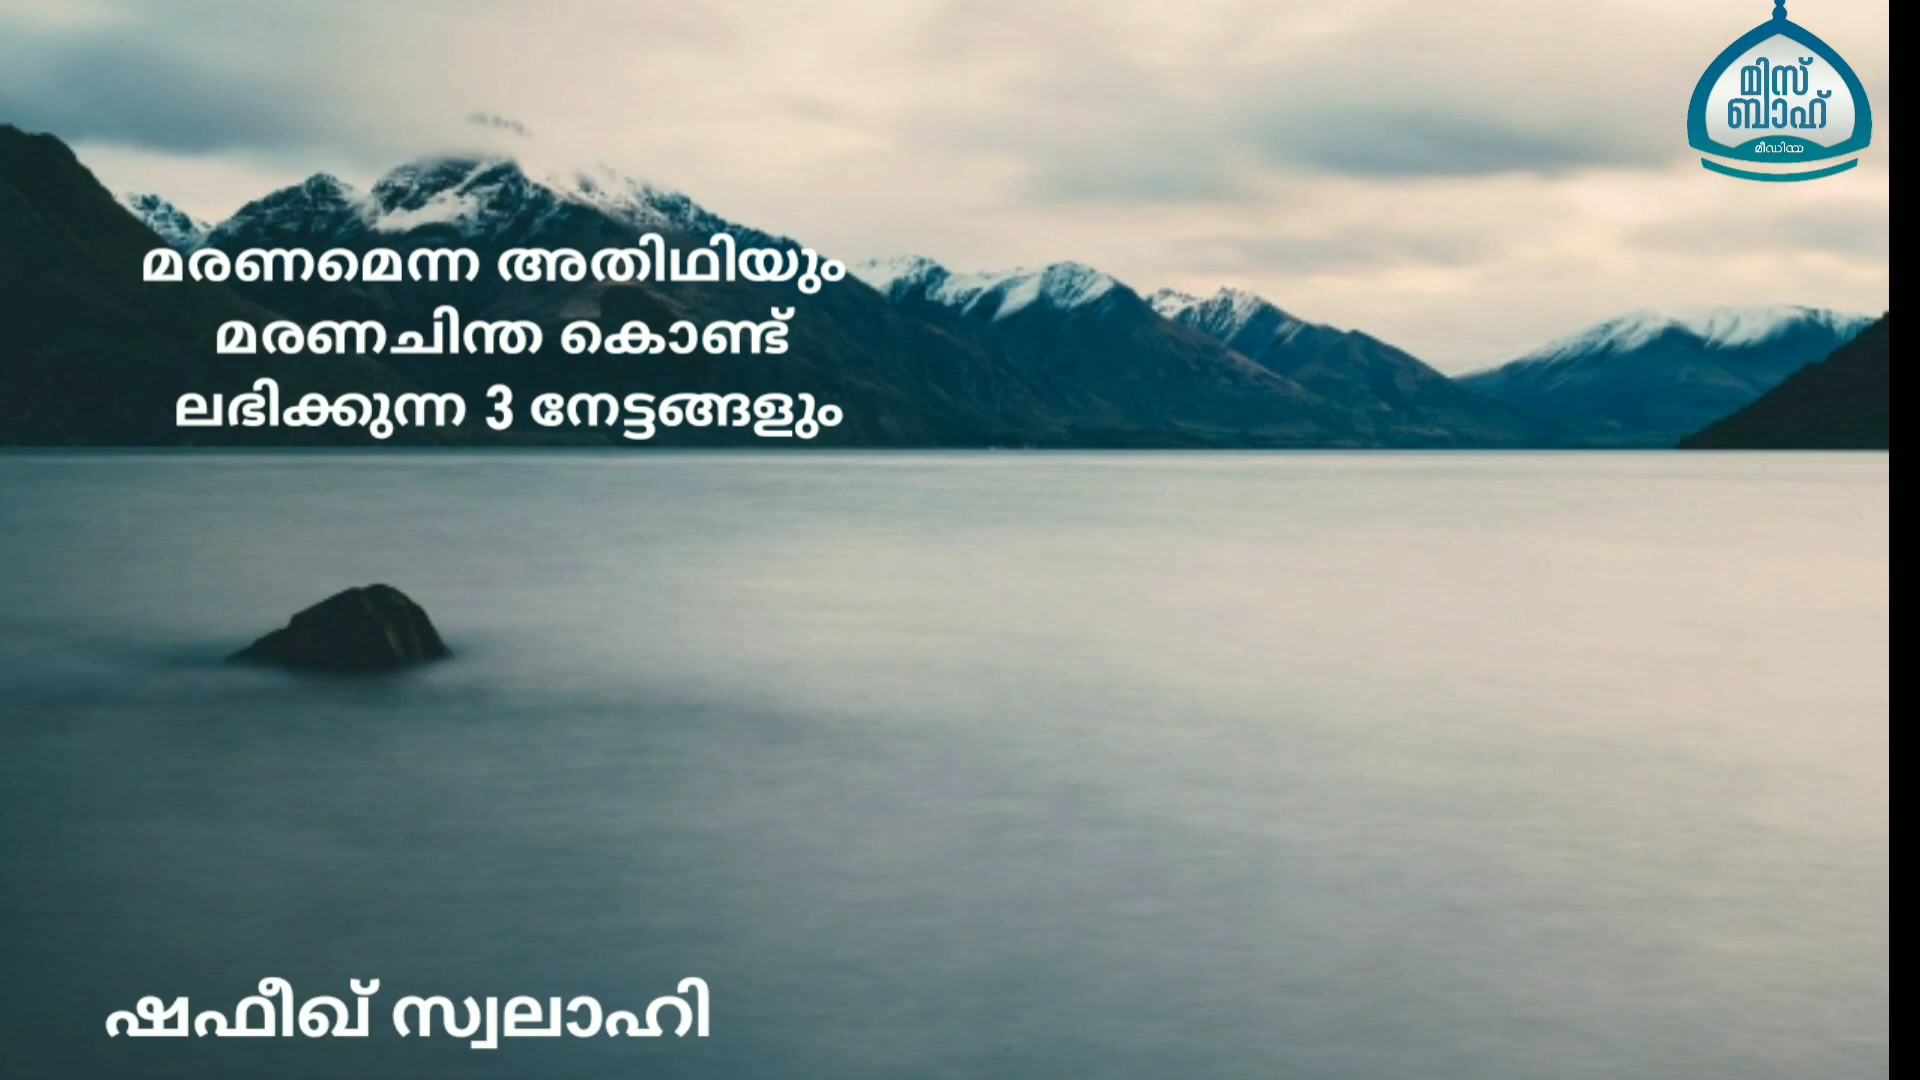 മിസ്
ബാഹ്
മീഡിയ
മരണമെന്ന അതിഥിയും
മരണചിന്ത കൊണ്ട്
ലഭിക്കുന്ന 3 നേട്ടങ്ങളും
ഷഫീഖ് സ്വലാഹി